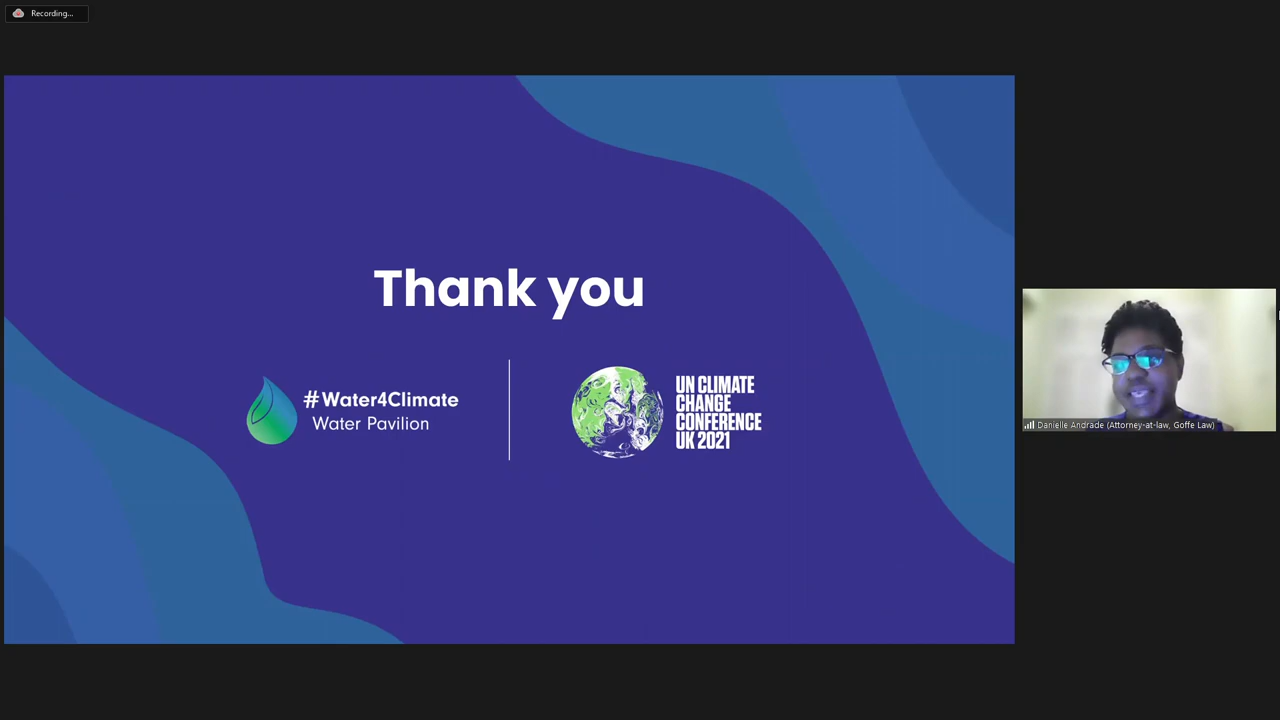 Recording...
Thank you
#Water4Climate
Water Pavilion
UN CLIMATE
CHANGE
CONFERENCE
UK 2021
Danielle Andrade (Attorney-at-law, Goffe Law)